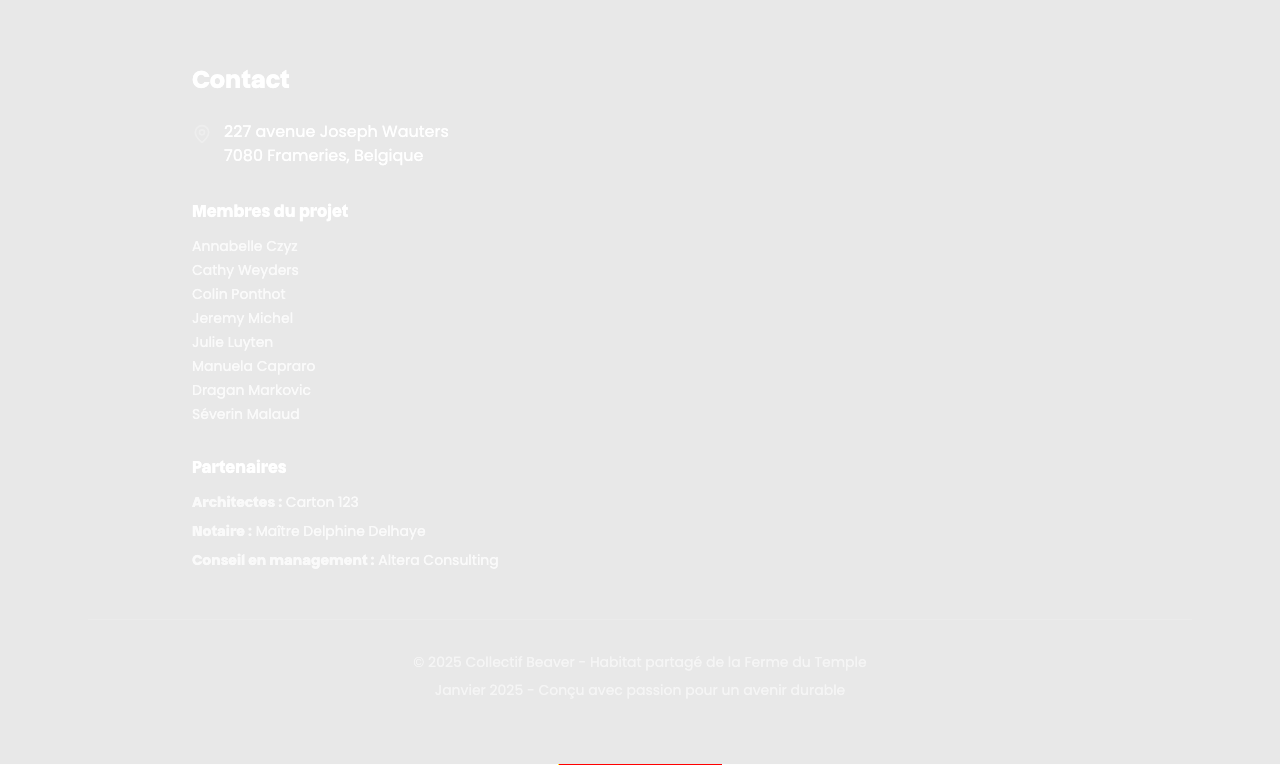 Contact
227 avenue Joseph Wauters
7080 Frameries, Belgique
Membres du projet
Annabelle Czyz
Cathy Weyders
Colin Ponthot
Jeremy Michel
Julie Luyten
Manuela Capraro
Dragan Markovic
Séverin Malaud
Partenaires
Architectes : Carton 123
Notaire : Maître Delphine Delhaye
Conseil en management : Altera Consulting
© 2025 Collectif Beaver - Habitat partagé de la Ferme du Temple
Janvier 2025 - Conçu avec passion pour un avenir durable